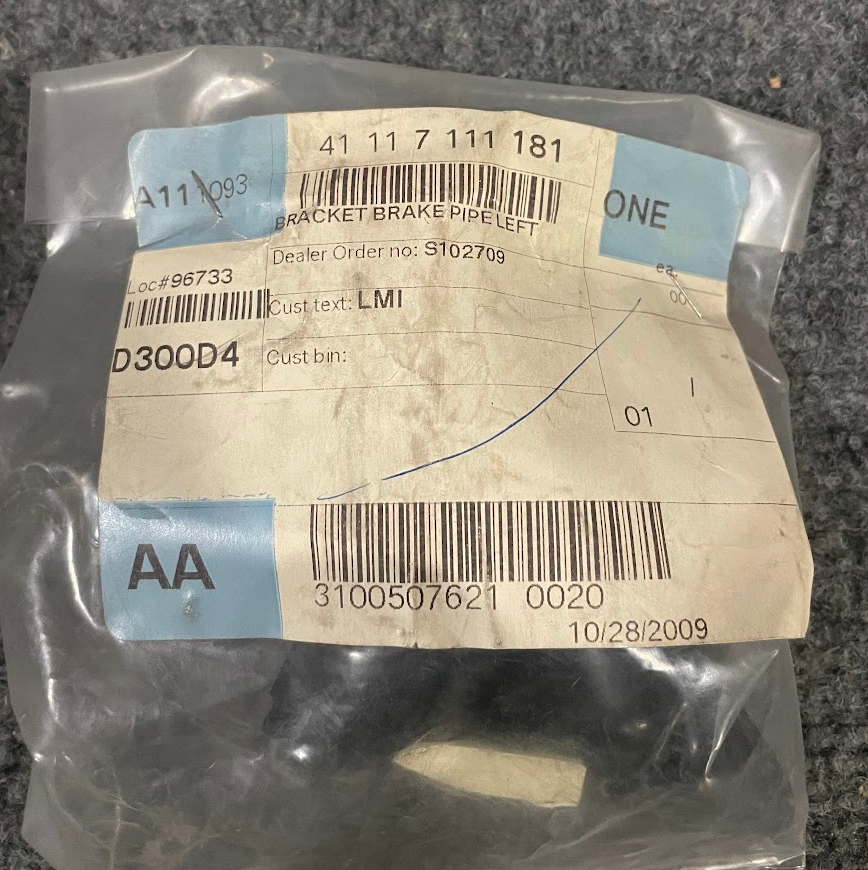 41 11 7 111 181
ONE
BRACKET BRAKE PIPE LEFT
Dealer Order no: S102709
ea
00
Loc#96733
Cust text: LMI
D300D4
Cust bin:
01
AA
3100507621 0020
10/28/2009